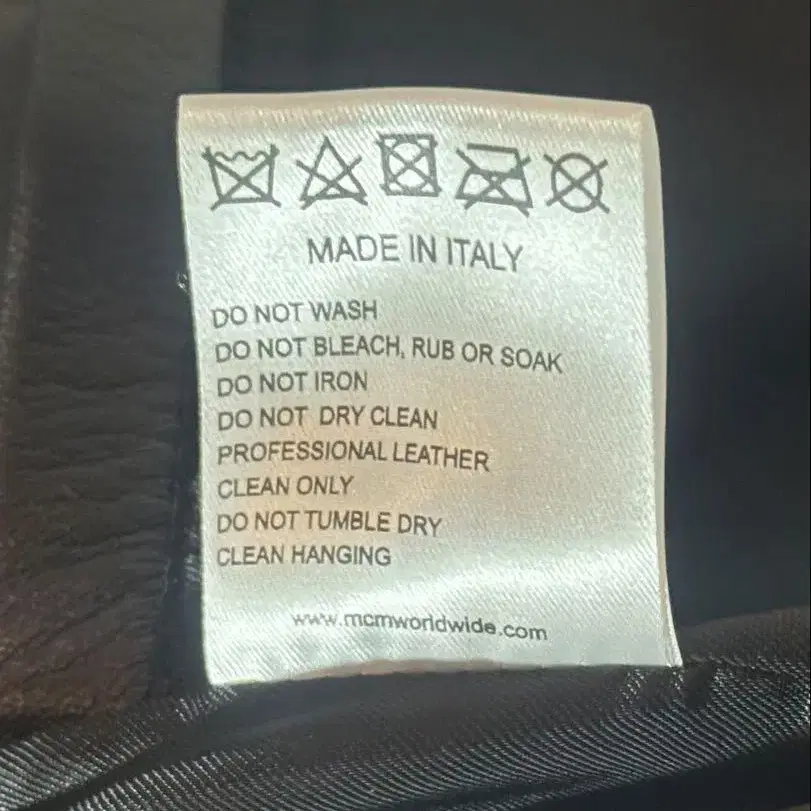 MADE IN ITALY
DO NOT WASH
DO NOT BLEACH, RUB OR SOAK
DO NOT IRON
DO NOT DRY CLEAN
PROFESSIONAL LEATHER
CLEAN ONLY
DO NOT TUMBLE DRY
CLEAN HANGING
www.mcmworldwide.com